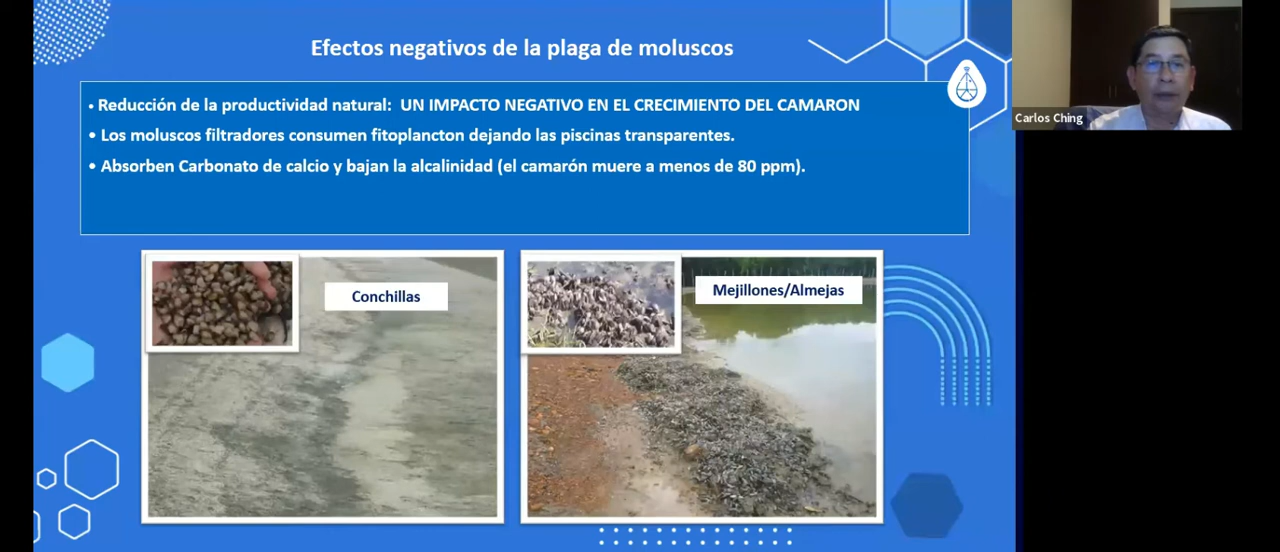 Efectos negativos de la plaga de moluscos
• Reducción de la productividad natural: UN IMPACTO NEGATIVO EN EL CRECIMIENTO DEL CAMARON
• Los moluscos filtradores consumen fitoplancton dejando las piscinas transparentes.
• Absorben Carbonato de calcio y bajan la alcalinidad (el camarón muere a menos de 80 ppm).
Conchillas
Mejillones/Almejas
Carlos Ching